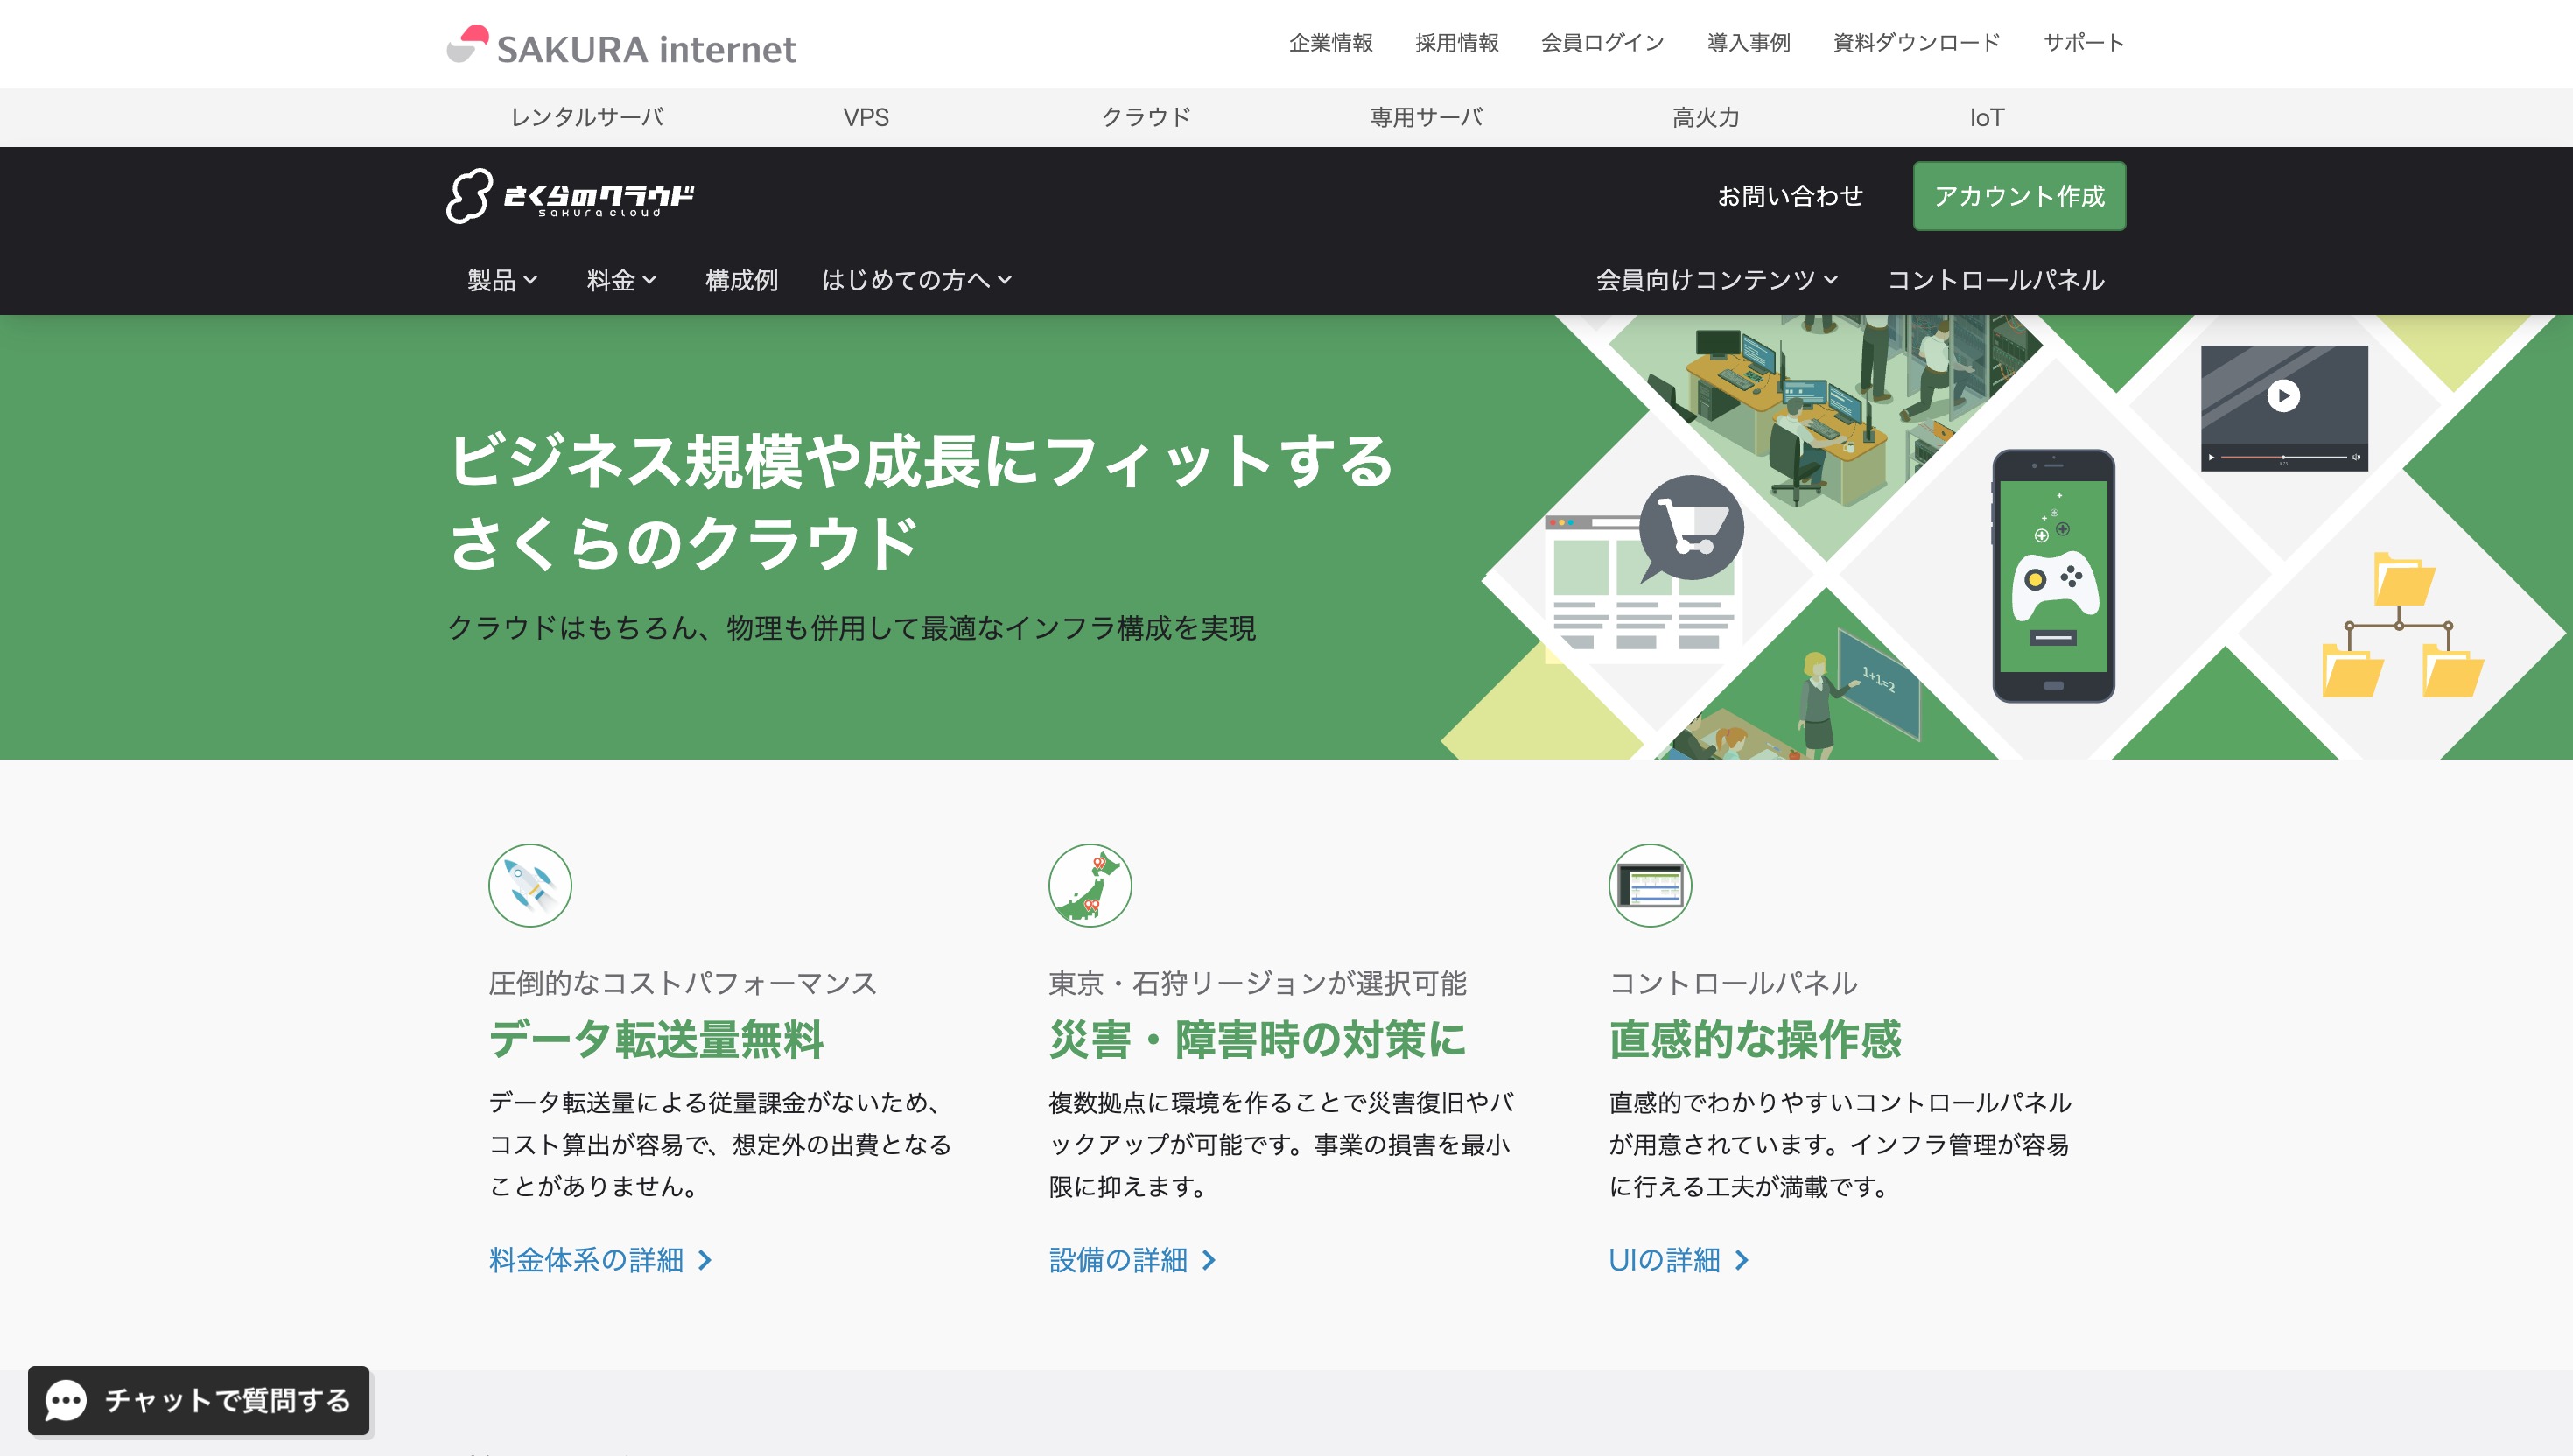 SAKURA internet
企業情報 採用情報 会員ログイン 導入事例 資料ダウンロード サポート
レンタルサーバ VPS クラウド 専用サーバ 高火力 IoT
さくらのクラウド
sakura cloud
お問い合わせ アカウント作成
製品 料金 構成例 はじめての方へ 会員向けコンテンツ コントロールパネル
ビジネス規模や成長にフィットする
さくらのクラウド
クラウドはもちろん、物理も併用して最適なインフラ構成を実現
1+1=2
圧倒的なコストパフォーマンス
データ転送量無料
データ転送量による従量課金がないため、
コスト算出が容易で、想定外の出費となる
ことがありません。
料金体系の詳細
東京・石狩リージョンが選択可能
災害・障害時の対策に
複数拠点に環境を作ることで災害復旧やバ
ックアップが可能です。事業の損害を最小
限に抑えます。
設備の詳細
コントロールパネル
直感的な操作感
直感的でわかりやすいコントロールパネル
が用意されています。インフラ管理が容易
に行える工夫が満載です。
UIの詳細
チャットで質問する